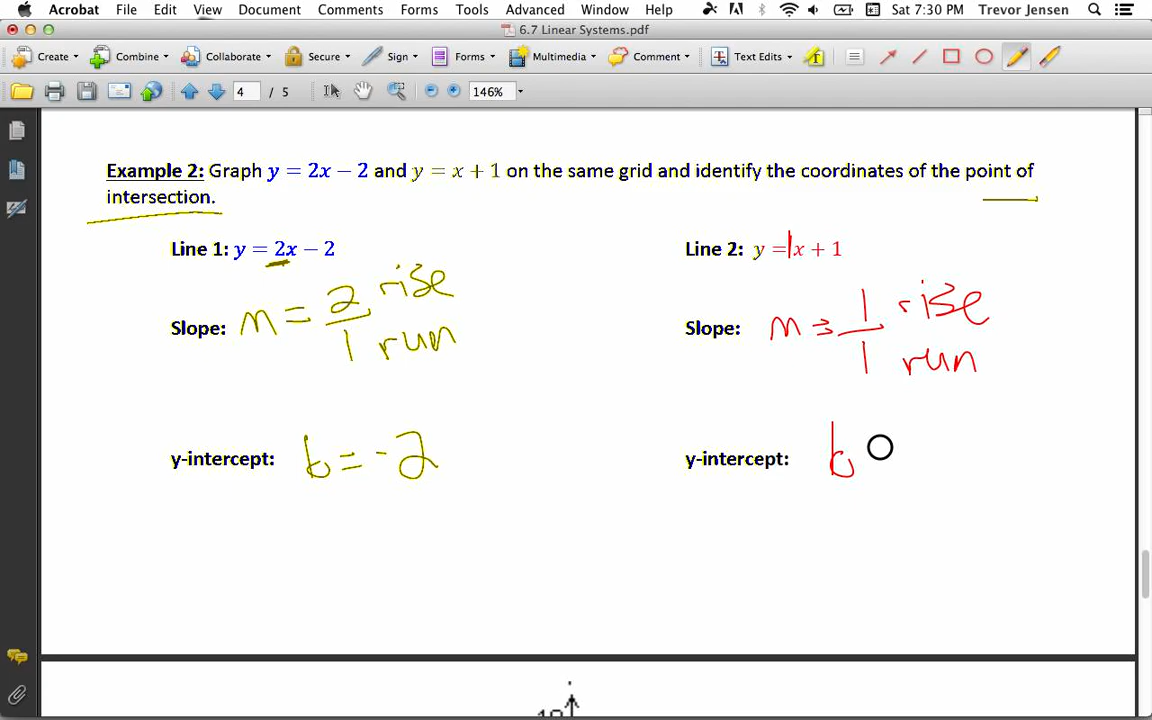 Acrobat File Edit View Document Comments Forms Tools Advanced Window Help Sat 7:30 PM Trevor Jensen
6.7 Linear Systems.pdf
Create Combine Collaborate Secure Sign Forms Multimedia Comment Text Edits
4 / 5 146%
Example 2: Graph y = 2x − 2 and y = x + 1 on the same grid and identify the coordinates of the point of
intersection.
Line 1: y = 2x − 2
Line 2: y = 1x + 1
Slope: m = 2/1 rise run
Slope: m = 1/1 rise run
y-intercept: b = -2
y-intercept: b
10